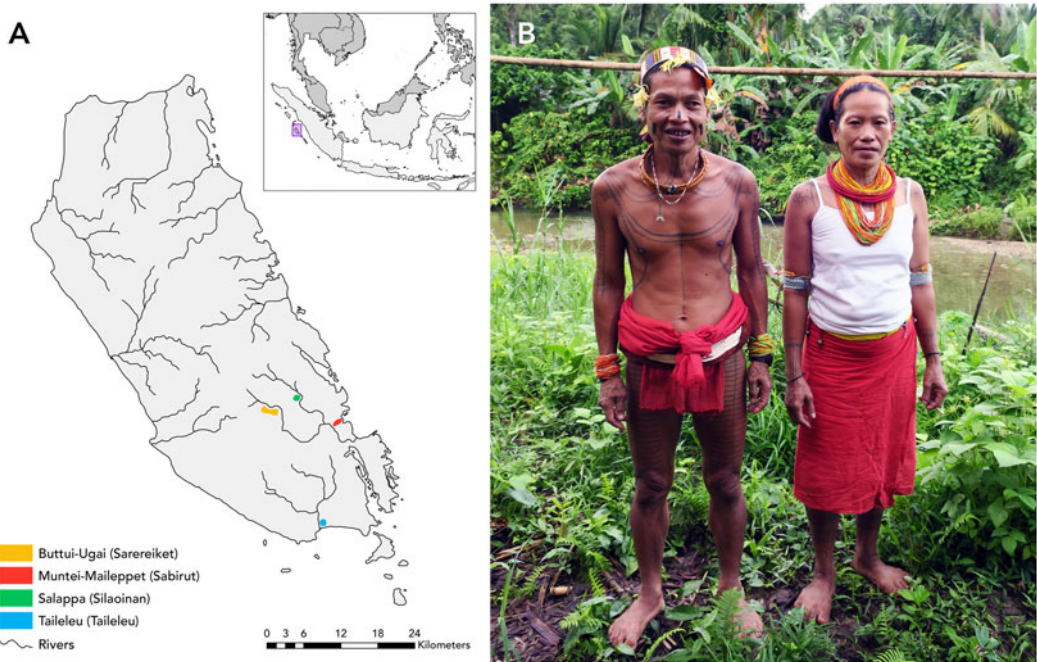 A
B
Buttui-Ugai (Sarereiket)
Muntei-Maileppet (Sabirut)
Salappa (Silaoinan)
Taileleu (Taileleu)
Rivers
0 3 6 12 18 24 Kilometers